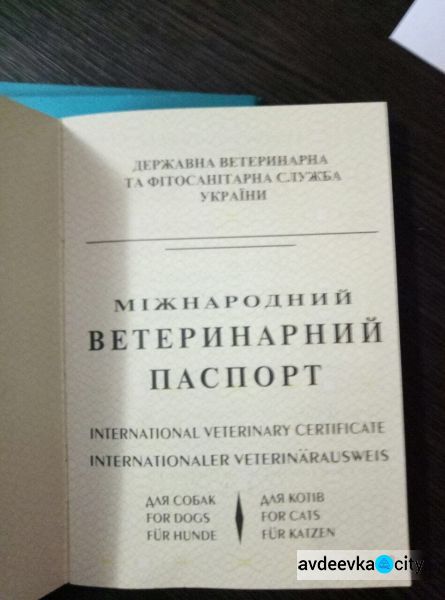 ДЕРЖАВНА ВЕТЕРИНАРНА
ТА ФІТОСАНІТАРНА СЛУЖБА
УКРАЇНИ
МІЖНАРОДНИЙ
ВЕТЕРИНАРНИЙ
ПАСПОРТ
INTERNATIONAL VETERINARY CERTIFICATE
INTERNATIONALER VETERINÄRAUSWEIS
ДЛЯ СОБАК
FOR DOGS
FÜR HUNDE
ДЛЯ КОТІВ
FOR CATS
FÜR KATZEN
avdeevka city